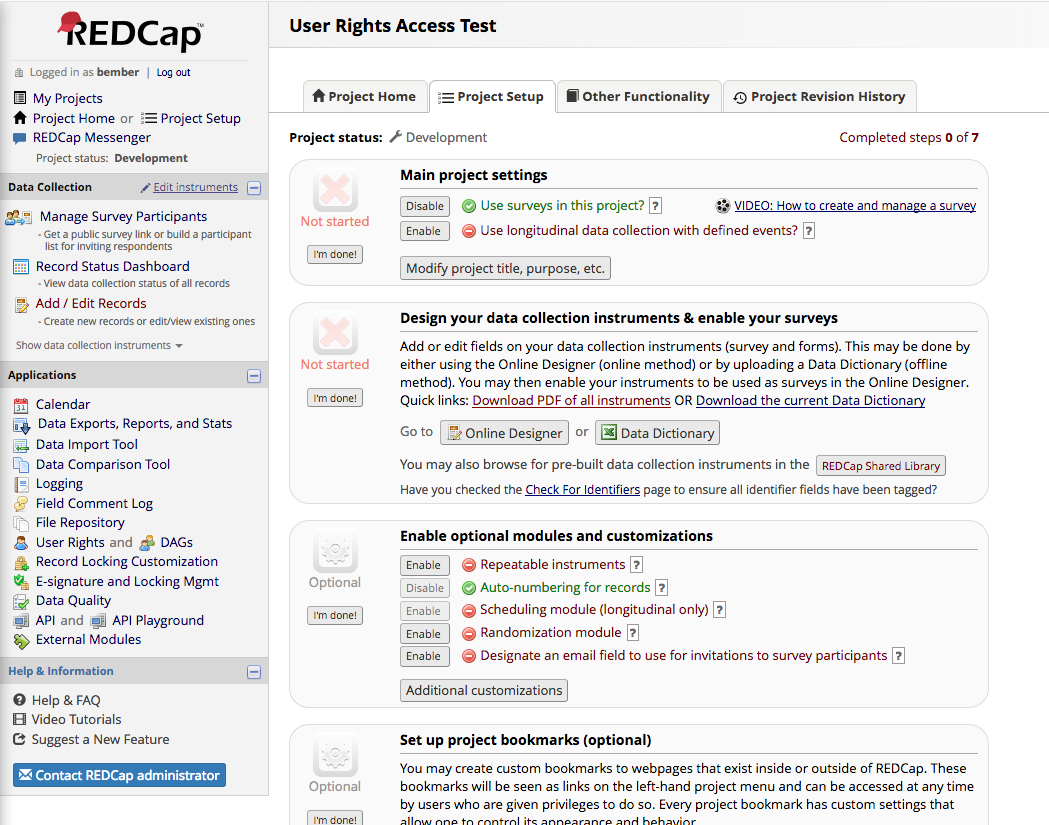 REDCap™
Logged in as bember | Log out
My Projects
Project Home or Project Setup
REDCap Messenger
Project status: Development
Data Collection Edit instruments
Manage Survey Participants
- Get a public survey link or build a participant
list for inviting respondents
Record Status Dashboard
- View data collection status of all records
Add / Edit Records
- Create new records or edit/view existing ones
Show data collection instruments
Applications
Calendar
Data Exports, Reports, and Stats
Data Import Tool
Data Comparison Tool
Logging
Field Comment Log
File Repository
User Rights and DAGs
Record Locking Customization
E-signature and Locking Mgmt
Data Quality
API and API Playground
External Modules
Help & Information
Help & FAQ
Video Tutorials
Suggest a New Feature
Contact REDCap administrator
User Rights Access Test
Project Home Project Setup Other Functionality Project Revision History
Project status: Development Completed steps 0 of 7
Not started
I'm done!
Main project settings
Disable Use surveys in this project? ? VIDEO: How to create and manage a survey
Enable Use longitudinal data collection with defined events? ?
Modify project title, purpose, etc.
Not started
I'm done!
Design your data collection instruments & enable your surveys
Add or edit fields on your data collection instruments (survey and forms). This may be done by
either using the Online Designer (online method) or by uploading a Data Dictionary (offline
method). You may then enable your instruments to be used as surveys in the Online Designer.
Quick links: Download PDF of all instruments OR Download the current Data Dictionary
Go to Online Designer or Data Dictionary
You may also browse for pre-built data collection instruments in the REDCap Shared Library
Have you checked the Check For Identifiers page to ensure all identifier fields have been tagged?
Optional
I'm done!
Enable optional modules and customizations
Enable Repeatable instruments ?
Disable Auto-numbering for records ?
Enable Scheduling module (longitudinal only) ?
Enable Randomization module ?
Enable Designate an email field to use for invitations to survey participants ?
Additional customizations
Optional
I'm done!
Set up project bookmarks (optional)
You may create custom bookmarks to webpages that exist inside or outside of REDCap. These
bookmarks will be seen as links on the left-hand project menu and can be accessed at any time
by users who are given privileges to do so. Every project bookmark has custom settings that
allow one to control its appearance and behavior.